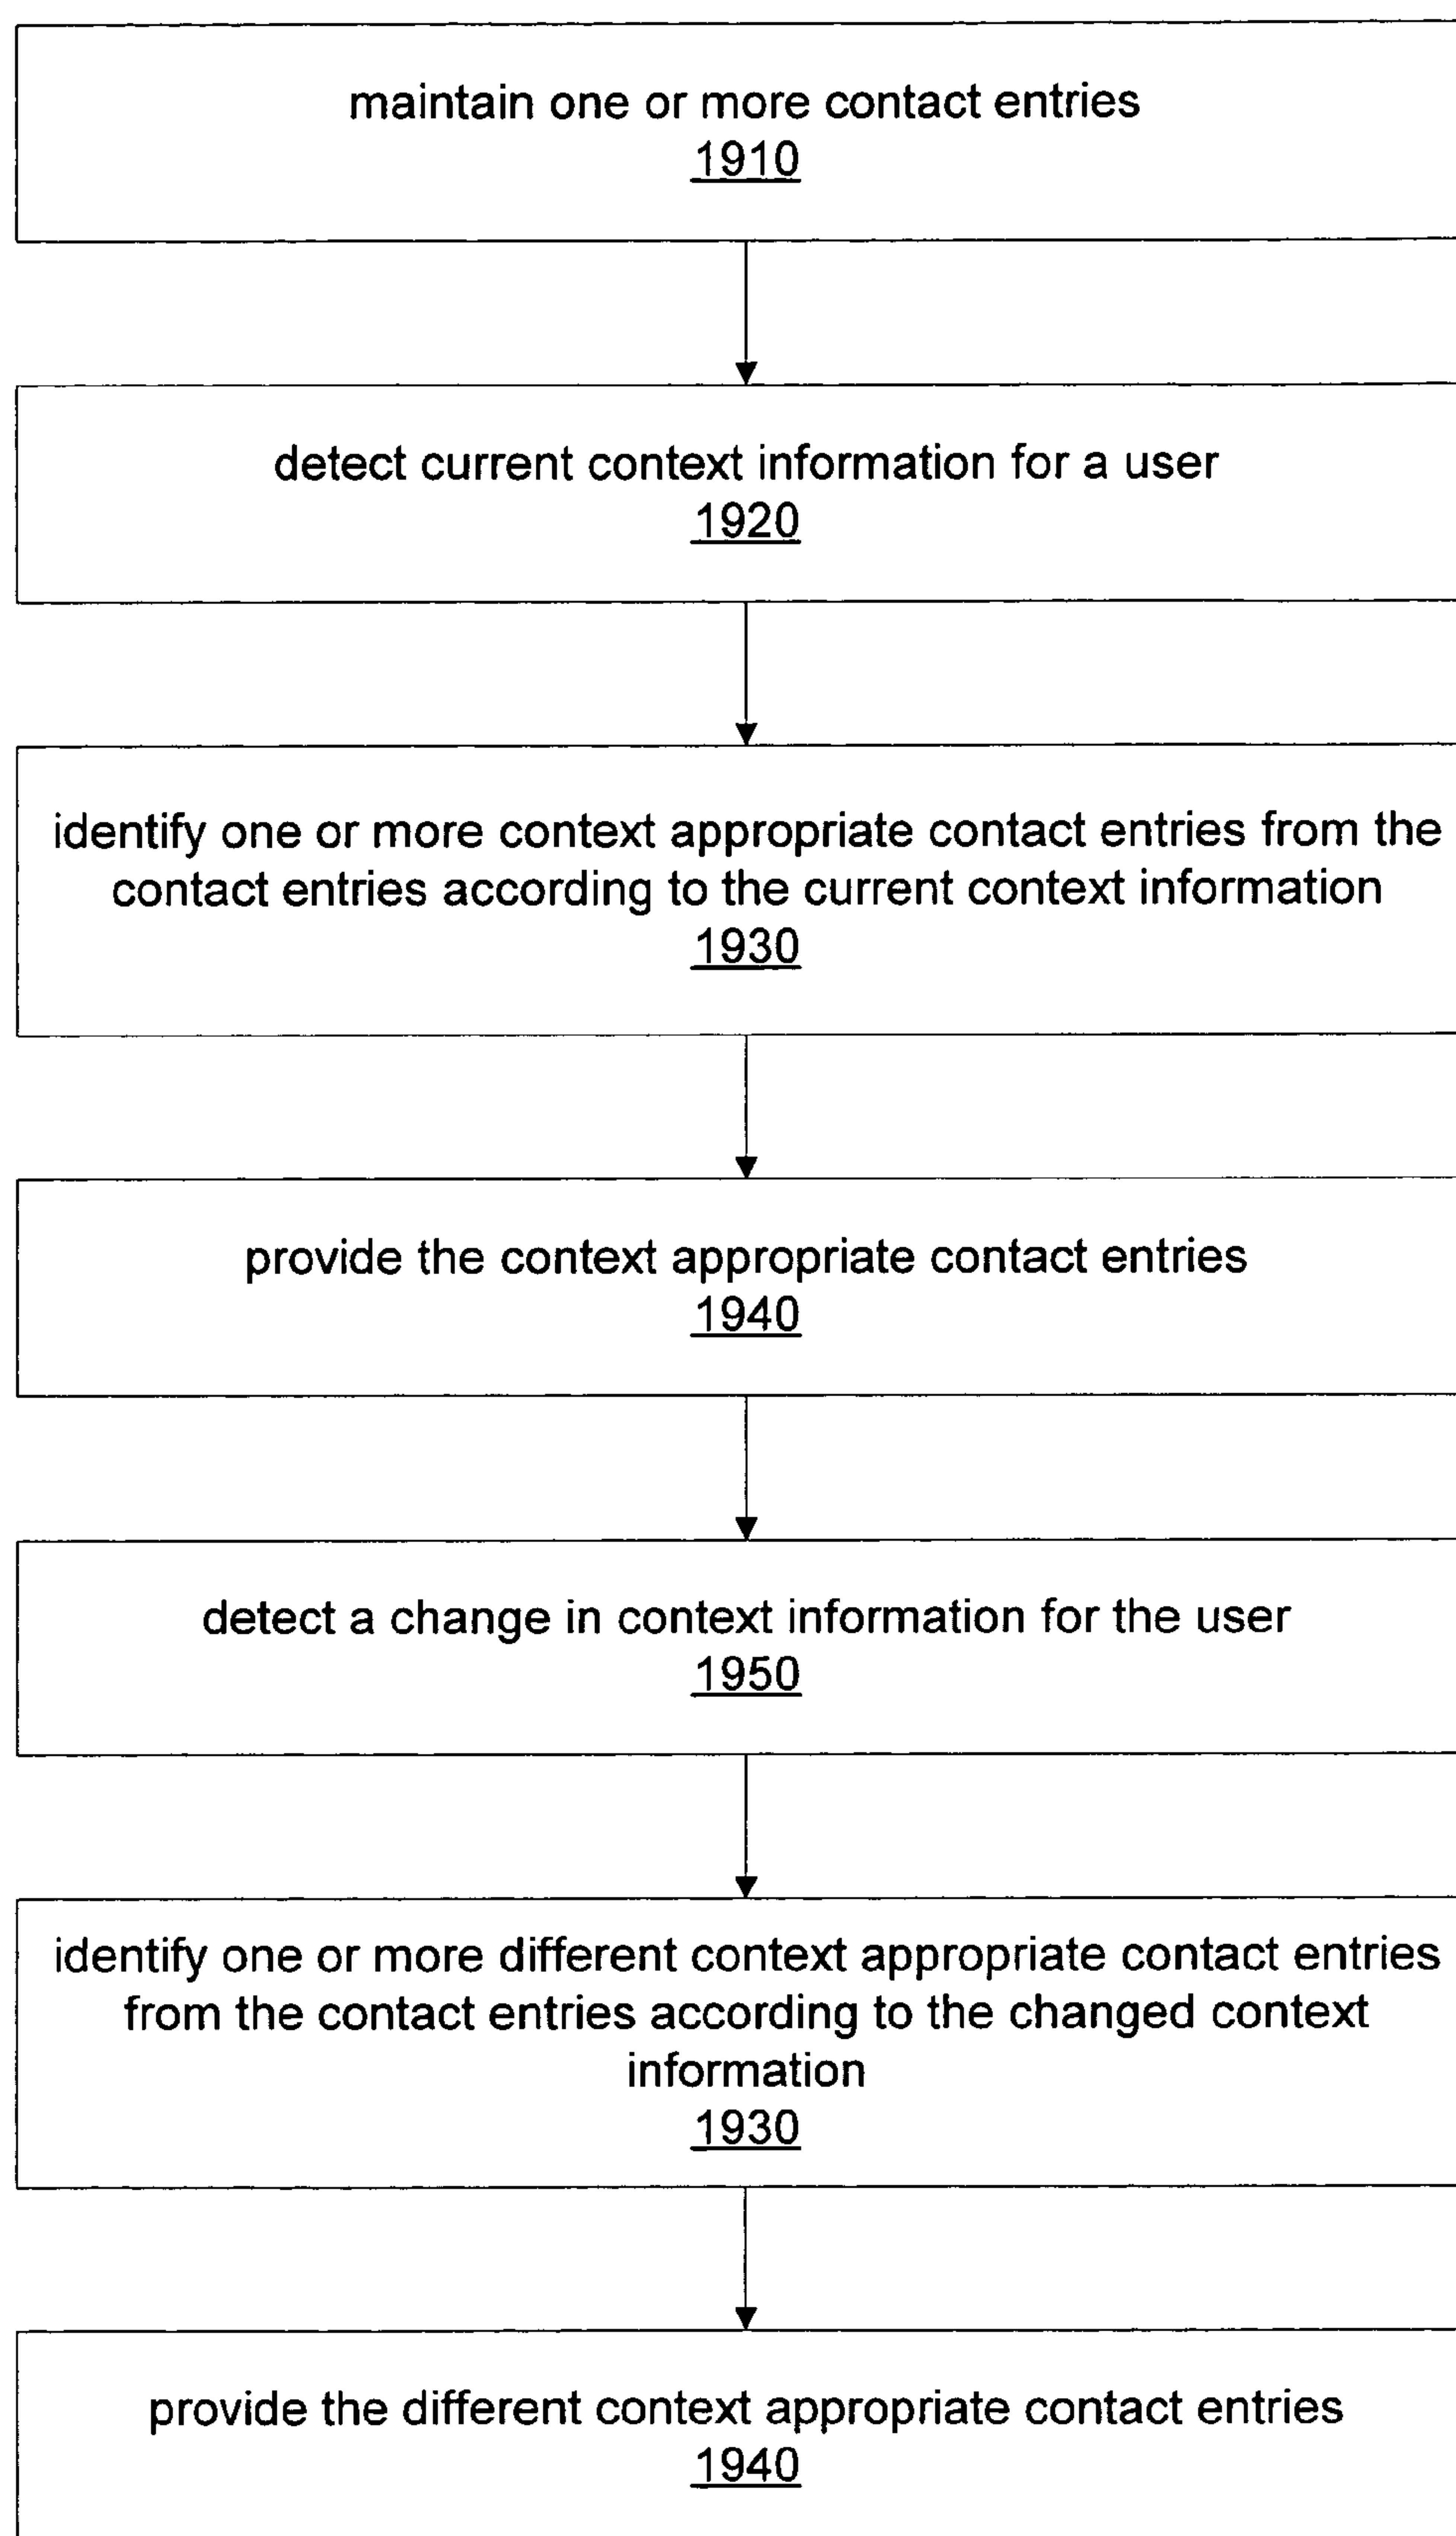 maintain one or more contact entries
1910
detect current context information for a user
1920
identify one or more context appropriate contact entries from the
contact entries according to the current context information
1930
provide the context appropriate contact entries
1940
detect a change in context information for the user
1950
identify one or more different context appropriate contact entries
from the contact entries according to the changed context
information
1930
provide the different context appropriate contact entries
1940